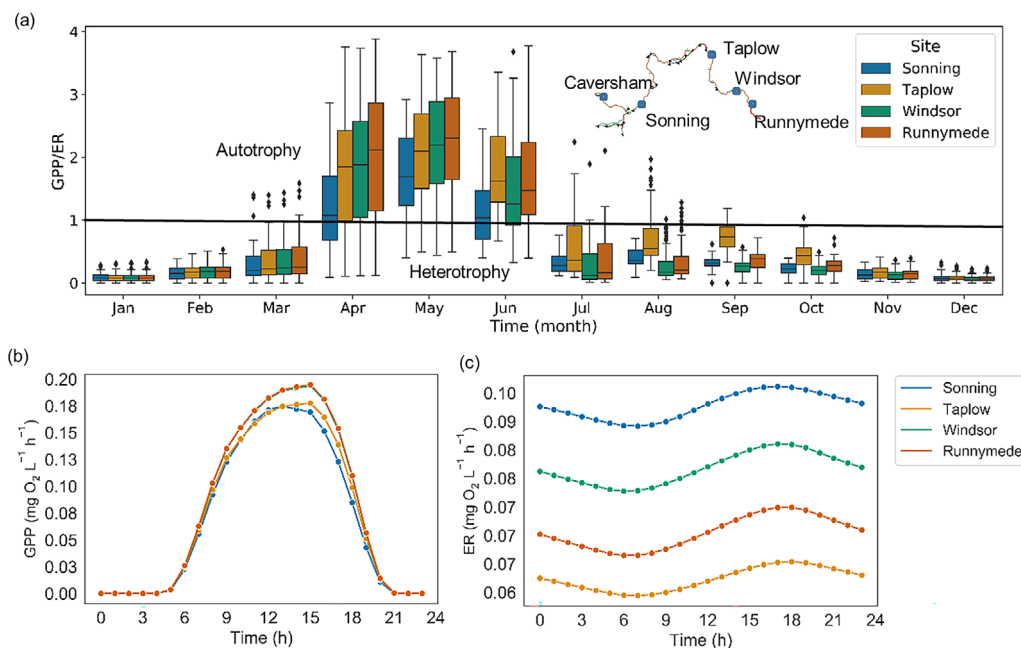 (a)
4
3
2
1
0
GPP/ER
Autotrophy
Heterotrophy
Caversham
Sonning
Taplow
Windsor
Runnymede
Site
Sonning
Taplow
Windsor
Runnymede
Jan Feb Mar Apr May Jun Jul Aug Sep Oct Nov Dec
Time (month)
(b)
0.20
0.18
0.15
0.13
0.10
0.08
0.05
0.03
0.00
GPP (mg O₂ L⁻¹ h⁻¹)
0 3 6 9 12 15 18 21 24
Time (h)
(c)
0.10
0.09
0.08
0.08
0.07
0.07
0.07
0.06
ER (mg O₂ L⁻¹ h⁻¹)
0 3 6 9 12 15 18 21 24
Time (h)
Sonning
Taplow
Windsor
Runnymede